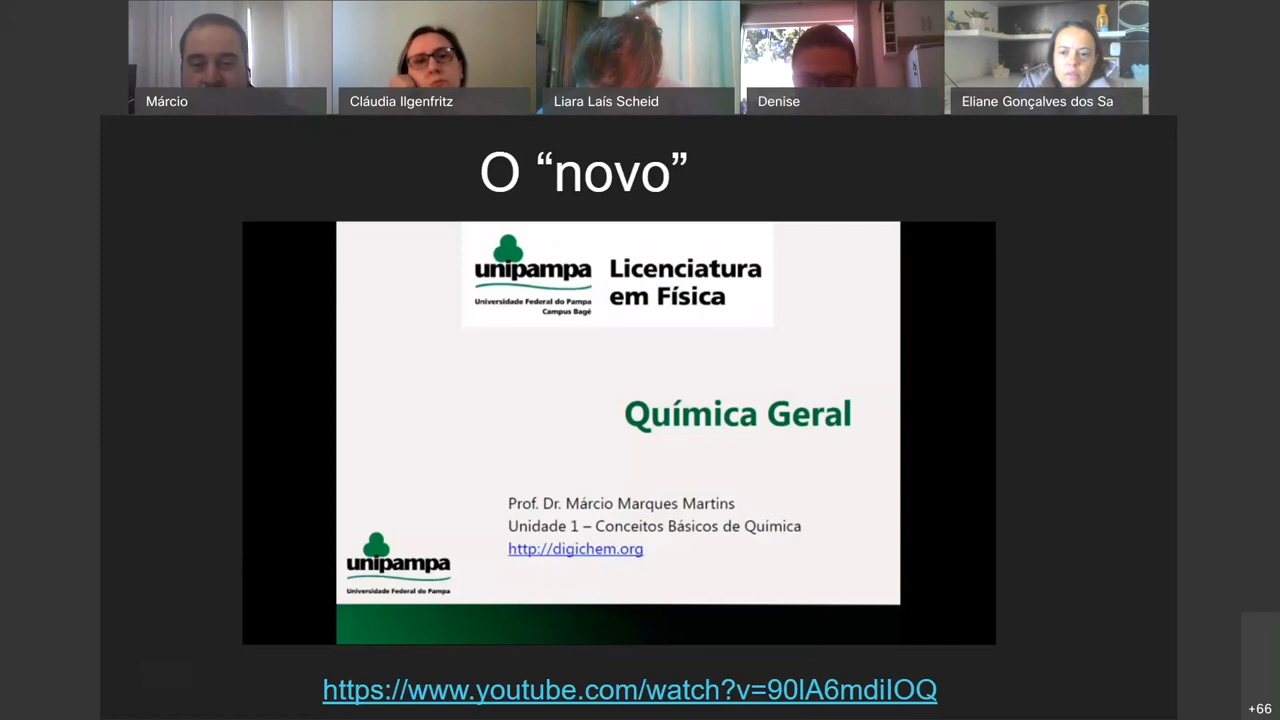 Márcio
Cláudia Ilgenfritz
Liara Laís Scheid
Denise
Eliane Gonçalves dos Sa
O “novo”
unipampa
Universidade Federal do Pampa
Campus Bagé
Licenciatura
em Física
Química Geral
Prof. Dr. Márcio Marques Martins
Unidade 1 – Conceitos Básicos de Química
http://digichem.org
unipampa
Universidade Federal do Pampa
https://www.youtube.com/watch?v=90lA6mdiIOQ
+66